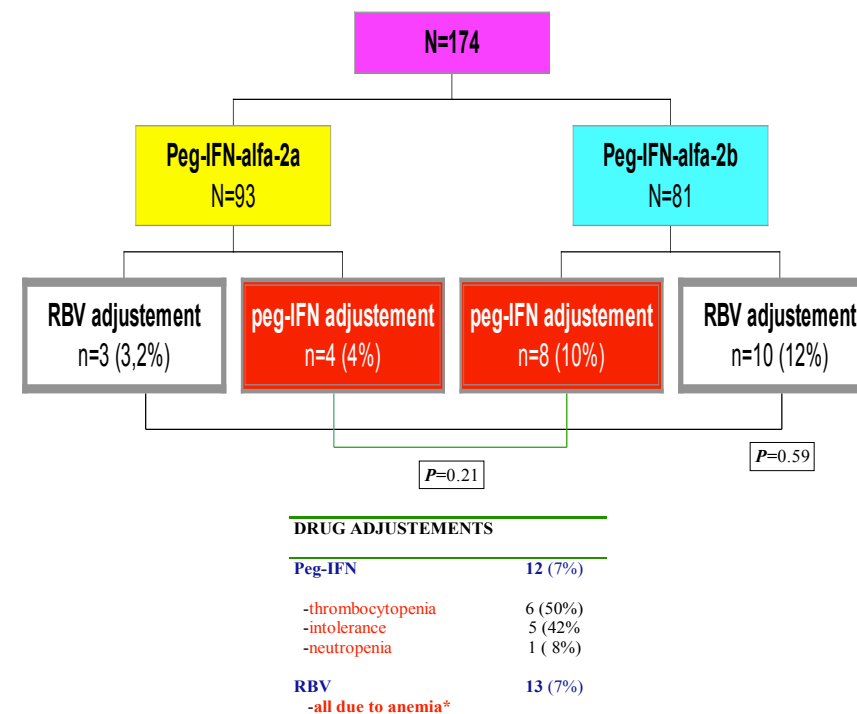 N=174
Peg-IFN-alfa-2a
N=93
Peg-IFN-alfa-2b
N=81
RBV adjustement
n=3 (3,2%)
peg-IFN adjustement
n=4 (4%)
peg-IFN adjustement
n=8 (10%)
RBV adjustement
n=10 (12%)
P=0.21
P=0.59
DRUG ADJUSTEMENTS
Peg-IFN 12 (7%)
-thrombocytopenia 6 (50%)
-intolerance 5 (42%
-neutropenia 1 ( 8%)
RBV 13 (7%)
-all due to anemia*